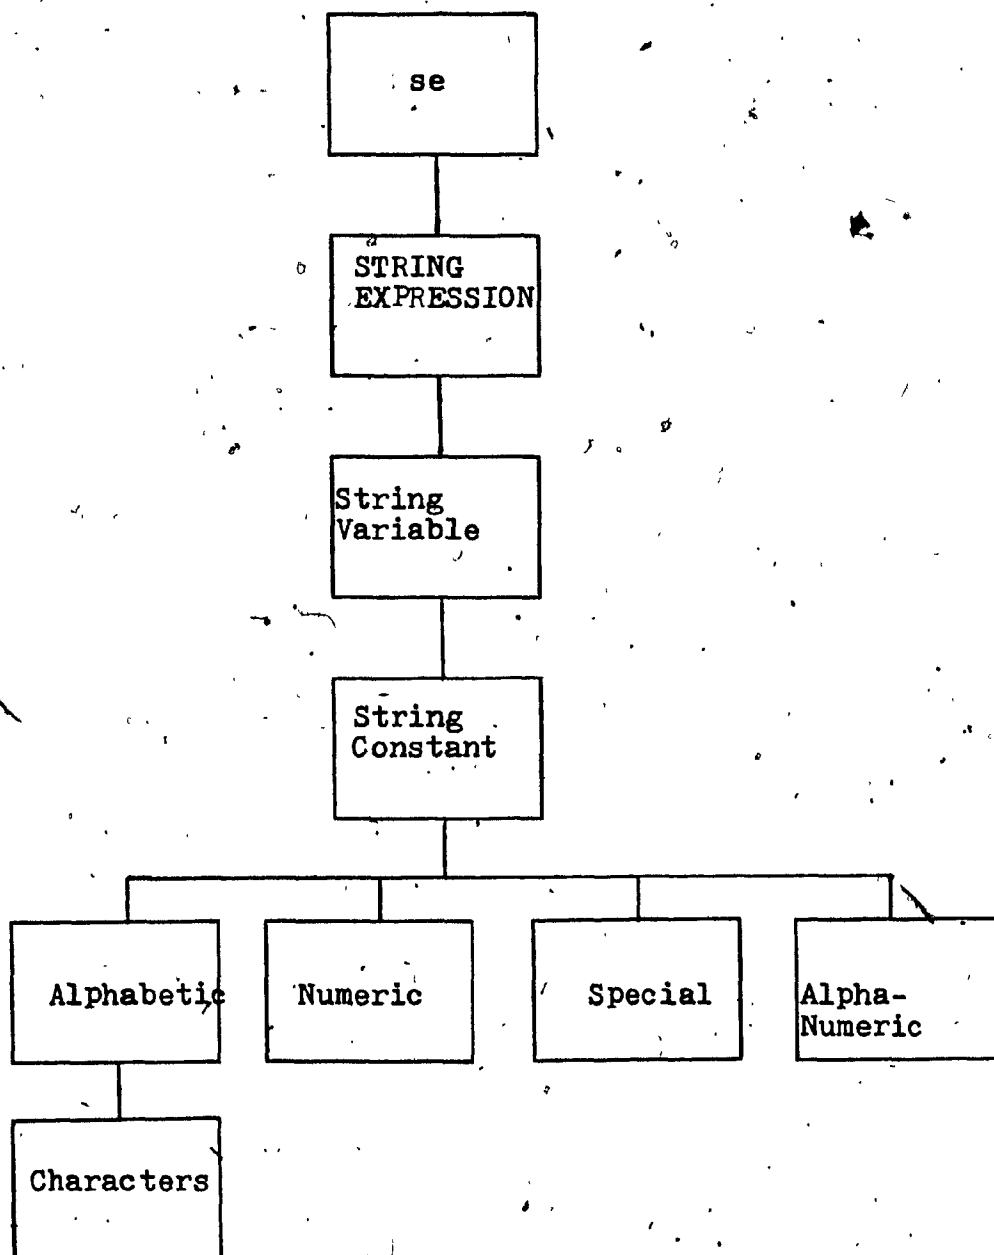 se
STRING
EXPRESSION
String
Variable
String
Constant
Alphabetic
Numeric
Special
Alpha-
Numeric
Characters